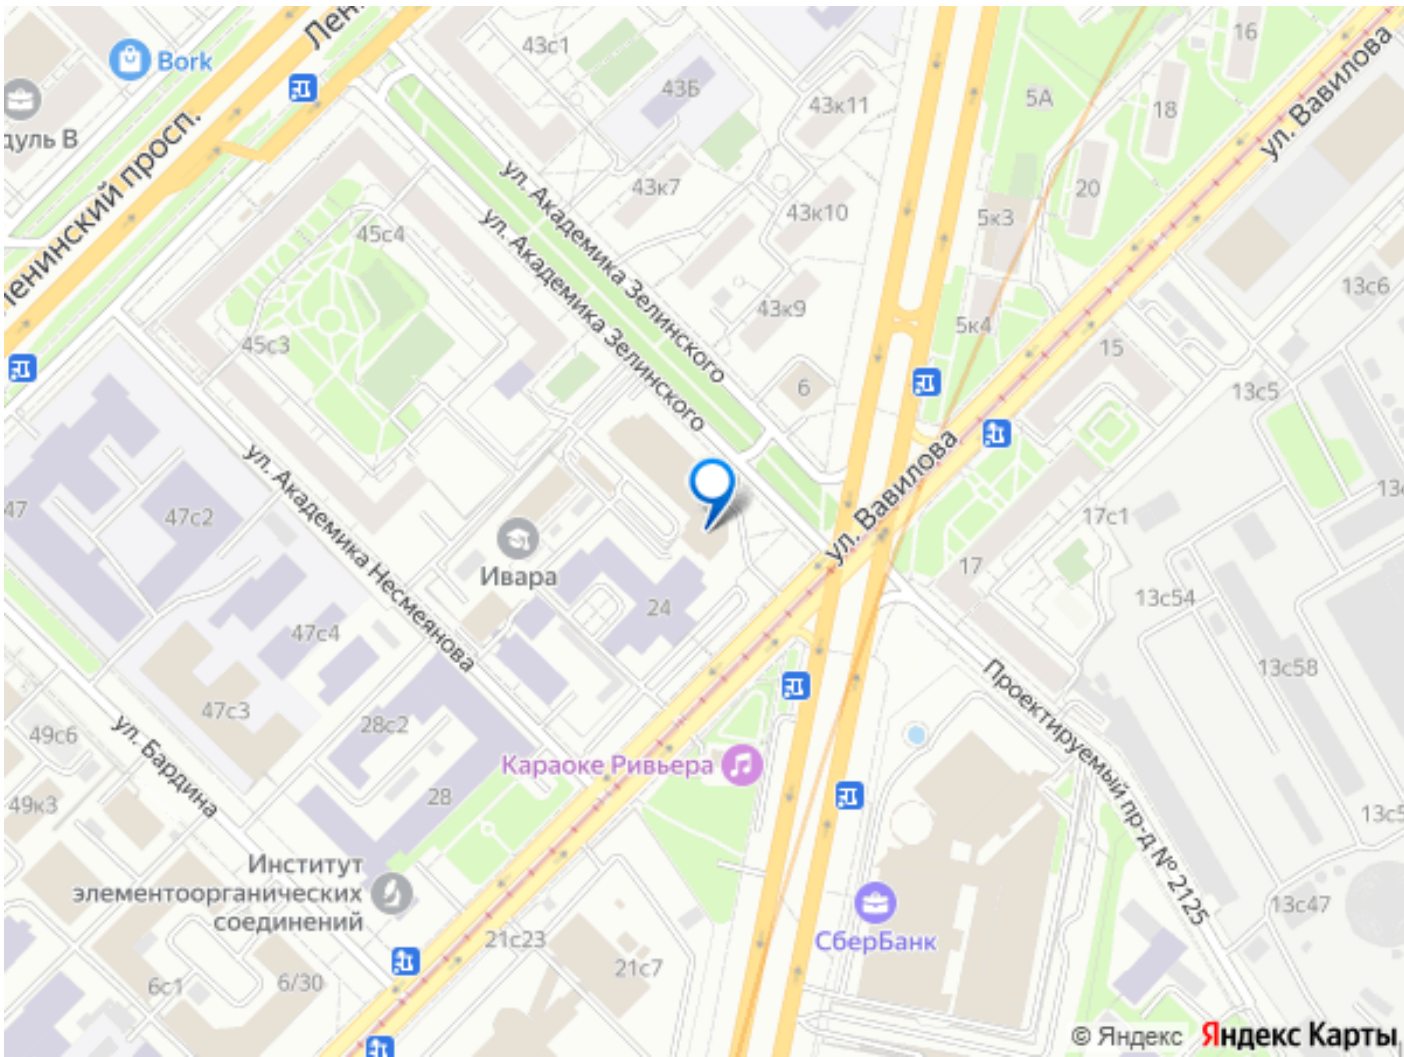 Лени
43с1
16
Bork
43Б
5А
43к11
18
ул. Вавилова
дуль В
Ленинский просп.
ул. Академика Зелинского
43к7
20
43к10
5к3
ул. Академика Зелинского
45с4
13с6
43к9
5к4
45с3
15
6
13с5
ул. Академика Несмеянова
ул. Вавилова
47
47с2
17с1
Ивара
17
24
13с54
47с4
Проектируемый пр-д № 2125
13с58
47с3
28с2
ул. Бардина
49с6
Караоке Ривьера
28
49к3
13с5
Институт
элементоорганических
соединений
13с47
СберБанк
21с23
21с7
6с1
6/30
© Яндекс Яндекс Карты